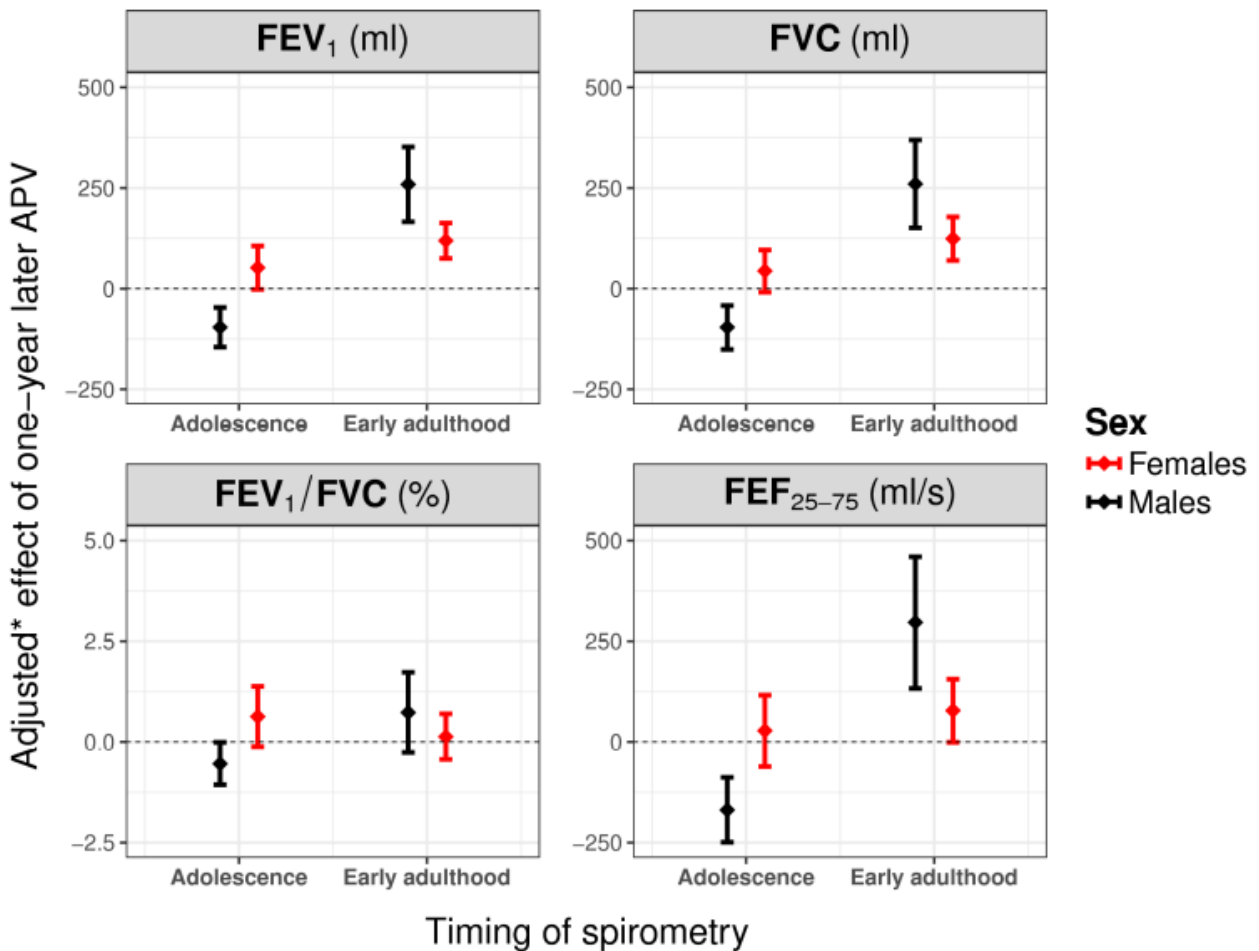 FEV₁ (ml)
FVC (ml)
500
250
0
−250
500
250
0
−250
Adolescence
Early adulthood
Adolescence
Early adulthood
FEV₁/FVC (%)
FEF₂₅₋₇₅ (ml/s)
5.0
2.5
0.0
−2.5
500
250
0
−250
Adolescence
Early adulthood
Adolescence
Early adulthood
Adjusted* effect of one−year later APV
Timing of spirometry
Sex
Females
Males